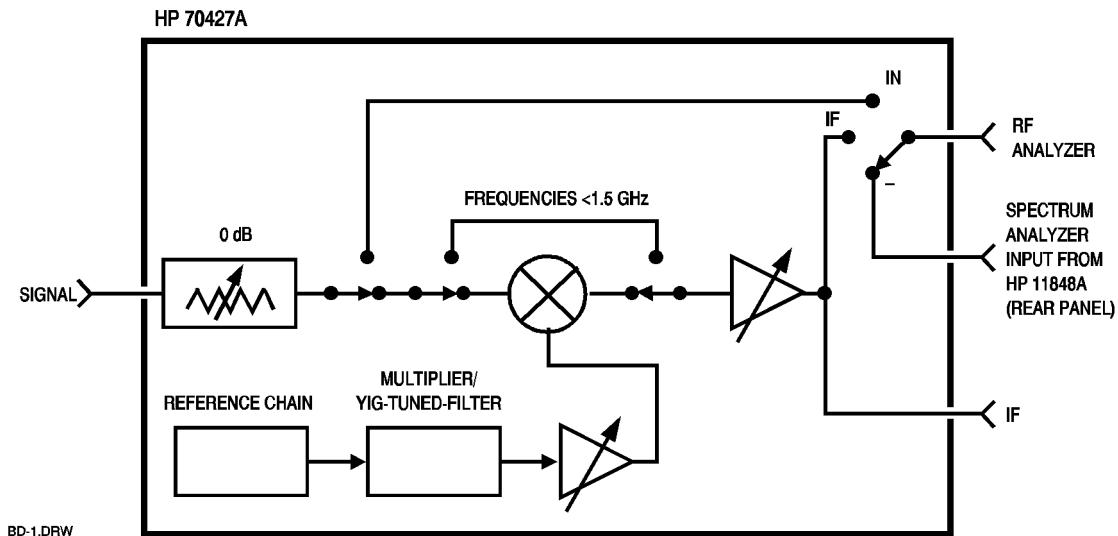 HP 70427A
IN
IF
RF
ANALYZER
FREQUENCIES <1.5 GHz
–
0 dB
SPECTRUM
ANALYZER
INPUT FROM
HP 11848A
(REAR PANEL)
SIGNAL
MULTIPLIER/
YIG-TUNED-FILTER
REFERENCE CHAIN
IF
BD-1.DRW